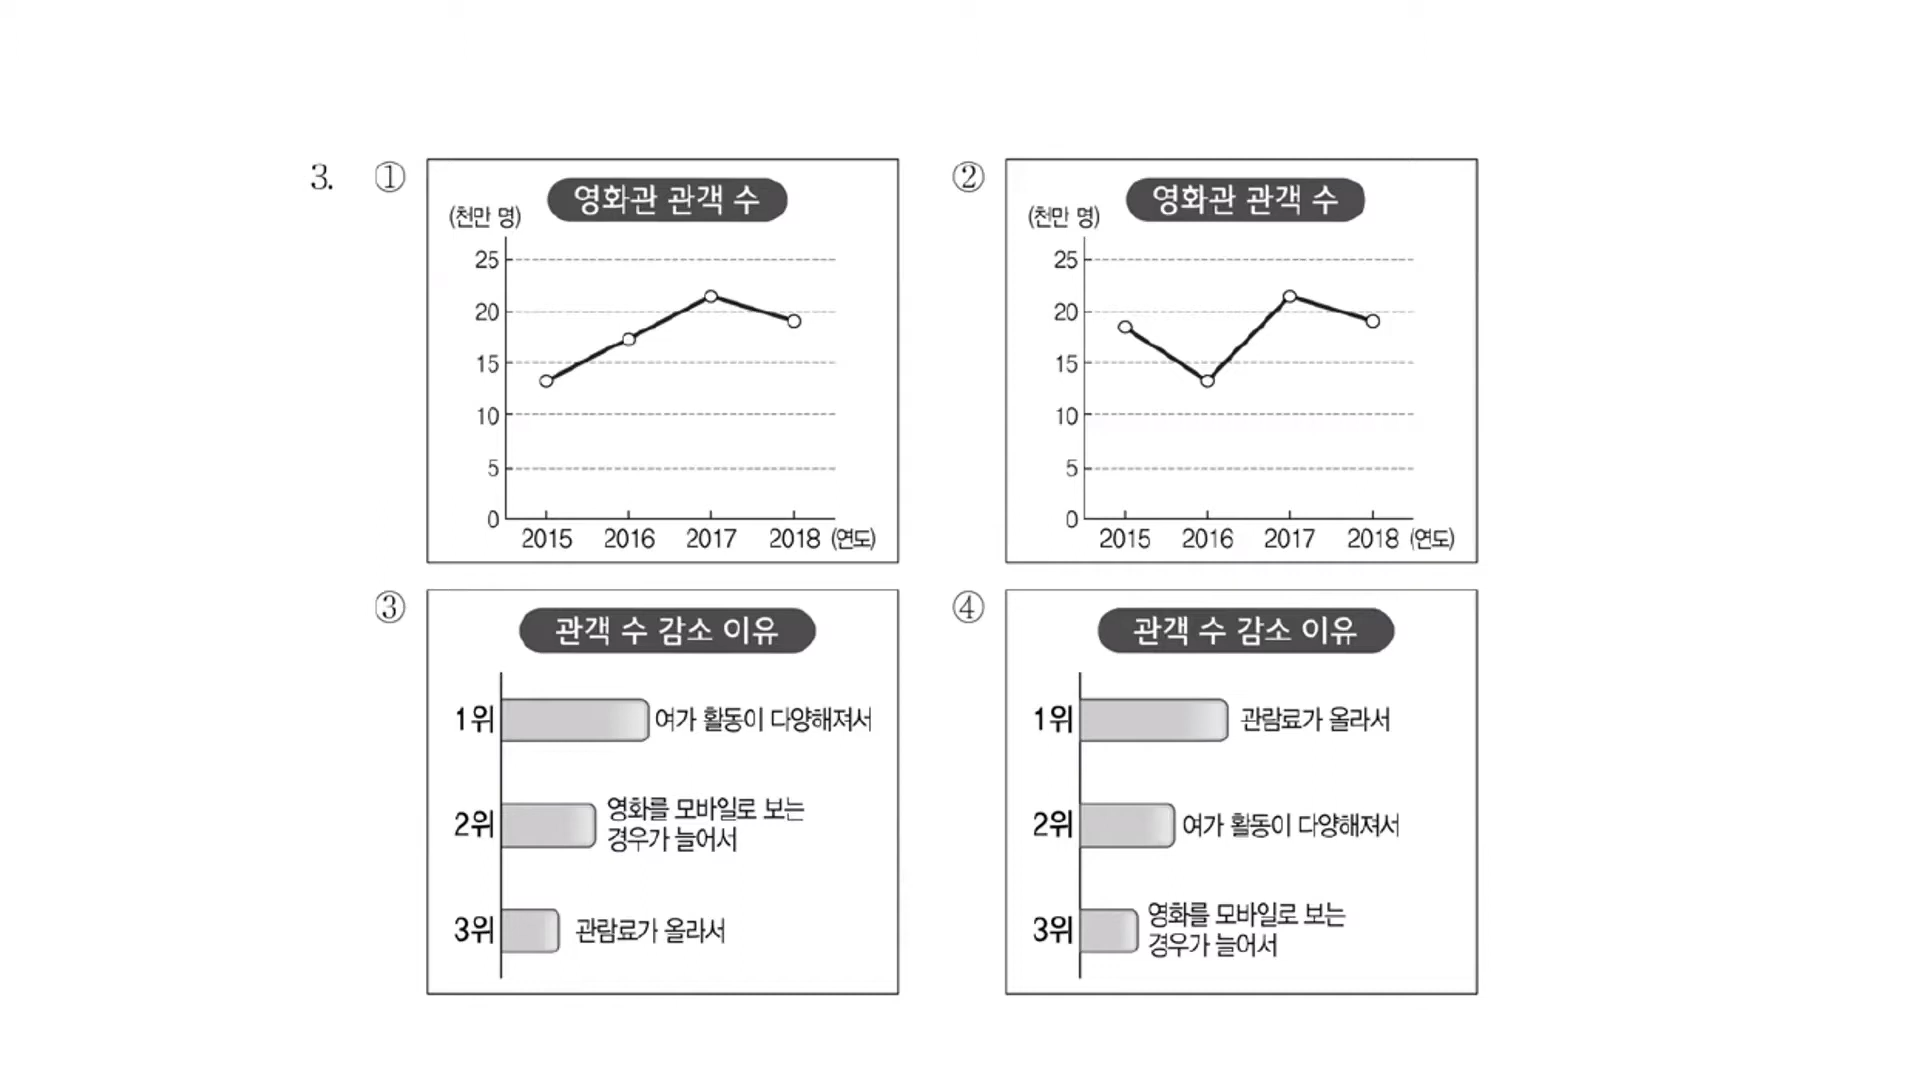 3.
①
영화관 관객 수
(천만 명)
25
20
15
10
5
0
2015 2016 2017 2018 (연도)
②
영화관 관객 수
(천만 명)
25
20
15
10
5
0
2015 2016 2017 2018 (연도)
③
관객 수 감소 이유
1위 여가 활동이 다양해져서
2위 영화를 모바일로 보는
경우가 늘어서
3위 관람료가 올라서
④
관객 수 감소 이유
1위 관람료가 올라서
2위 여가 활동이 다양해져서
3위 영화를 모바일로 보는
경우가 늘어서